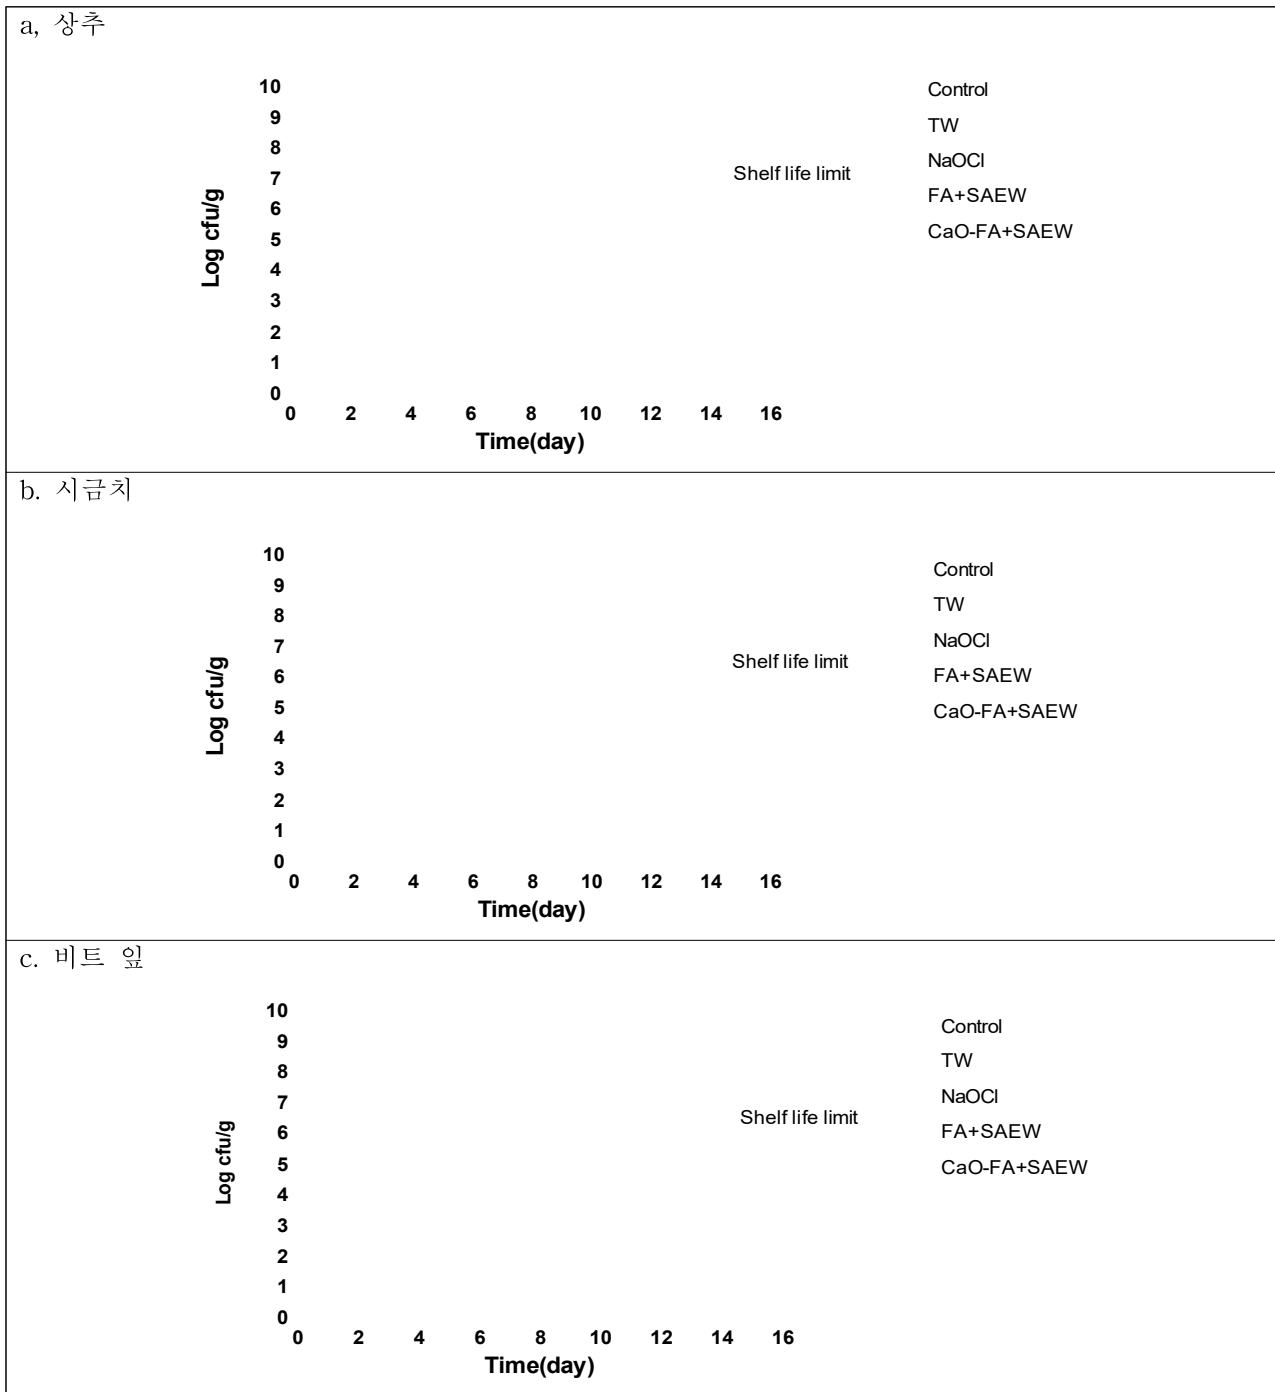 a, 상추
10
9
8
7
6
5
4
3
2
1
0
Log cfu/g
0 2 4 6 8 10 12 14 16
Time(day)
Shelf life limit
Control
TW
NaOCl
FA+SAEW
CaO-FA+SAEW
b. 시금치
10
9
8
7
6
5
4
3
2
1
0
Log cfu/g
0 2 4 6 8 10 12 14 16
Time(day)
Shelf life limit
Control
TW
NaOCl
FA+SAEW
CaO-FA+SAEW
c. 비트 잎
10
9
8
7
6
5
4
3
2
1
0
Log cfu/g
0 2 4 6 8 10 12 14 16
Time(day)
Shelf life limit
Control
TW
NaOCl
FA+SAEW
CaO-FA+SAEW